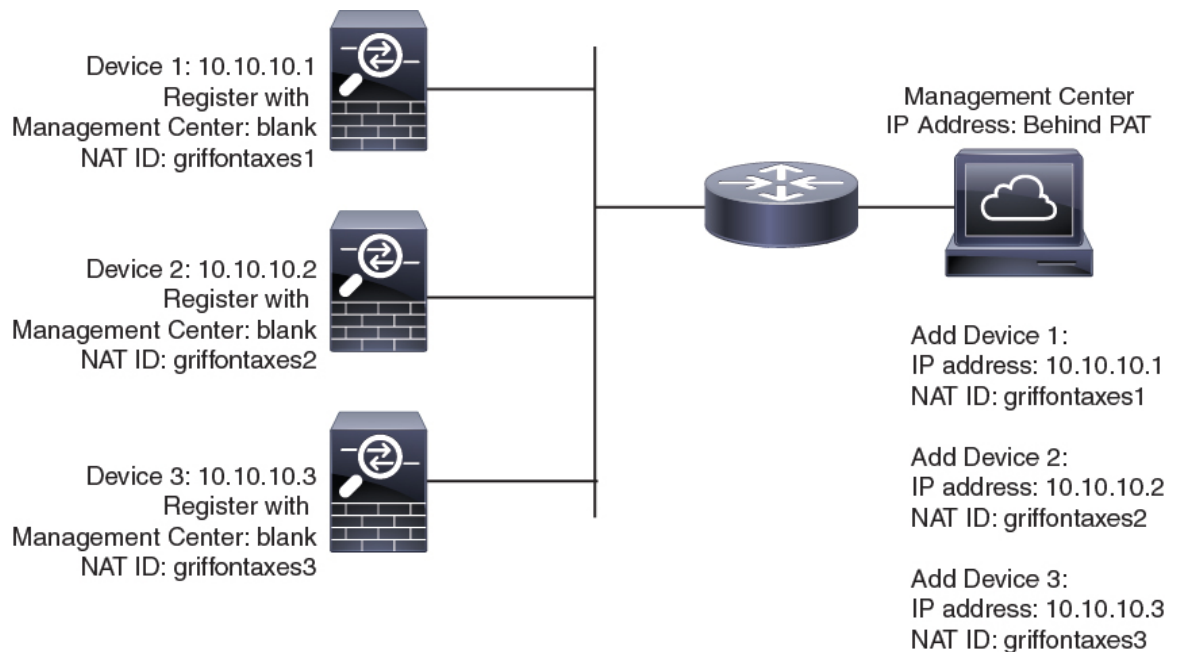 Device 1: 10.10.10.1
Register with
Management Center: blank
NAT ID: griffontaxes1
Device 2: 10.10.10.2
Register with
Management Center: blank
NAT ID: griffontaxes2
Device 3: 10.10.10.3
Register with
Management Center: blank
NAT ID: griffontaxes3
Management Center
IP Address: Behind PAT
Add Device 1:
IP address: 10.10.10.1
NAT ID: griffontaxes1
Add Device 2:
IP address: 10.10.10.2
NAT ID: griffontaxes2
Add Device 3:
IP address: 10.10.10.3
NAT ID: griffontaxes3